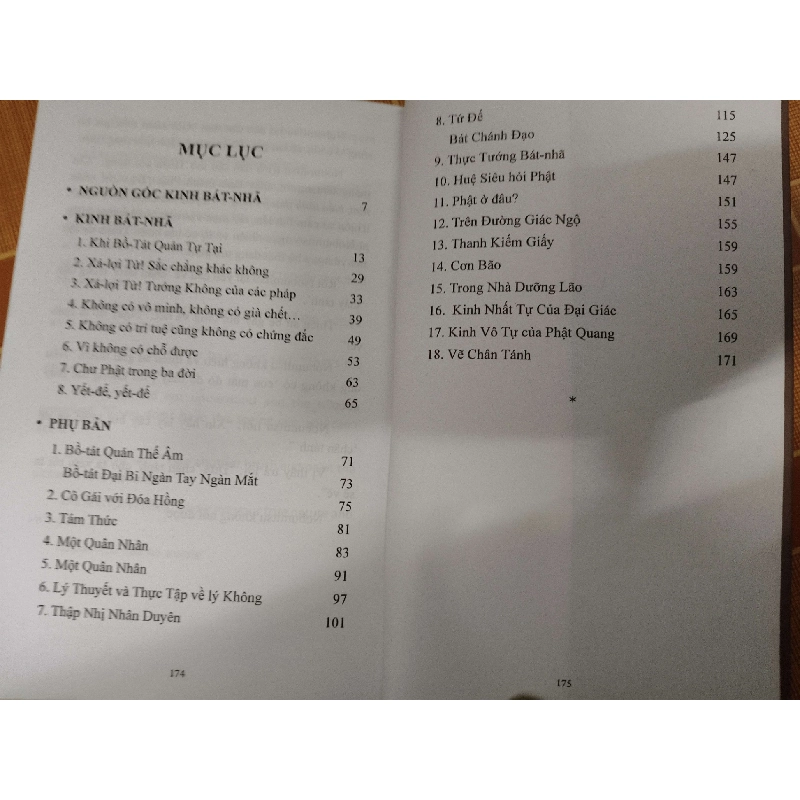 MỤC LỤC
• NGUỒN GỐC KINH BÁT-NHÃ 7
• KINH BÁT-NHÃ
1. Khi Bồ-Tát Quán Tự Tại 13
2. Xá-lợi Tử! Sắc chẳng khác không 29
3. Xá-lợi Tử! Tướng Không của các pháp 33
4. Không có vô minh, không có già chết... 39
5. Không có trí tuệ cũng không có chứng đắc 49
6. Vì không có chỗ được 53
7. Chư Phật trong ba đời 63
8. Yết-đế, yết-đế 65
• PHỤ BẢN
1. Bồ-tát Quán Thế Âm 71
Bồ-tát Đại Bi Ngàn Tay Ngàn Mắt 73
2. Cô Gái với Đóa Hồng 75
3. Tám Thức 81
4. Một Quân Nhân 83
5. Một Quân Nhân 91
6. Lý Thuyết và Thực Tập về lý Không 97
7. Thập Nhị Nhân Duyên 101
174
8. Tứ Đế 115
Bát Chánh Đạo 125
9. Thực Tướng Bát-nhã 147
10. Huệ Siêu hỏi Phật 147
11. Phật ở đâu? 151
12. Trên Đường Giác Ngộ 155
13. Thanh Kiếm Giấy 159
14. Cơn Bão 159
15. Trong Nhà Dưỡng Lão 163
16. Kinh Nhất Tự Của Đại Giác 165
17. Kinh Vô Tự của Phật Quang 169
18. Vẽ Chân Tánh 171
*
175